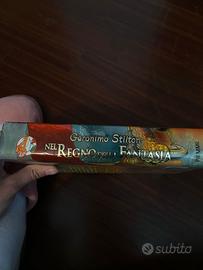 Geronimo Stilton
NEL REGNO DELLA FANTASIA
subito